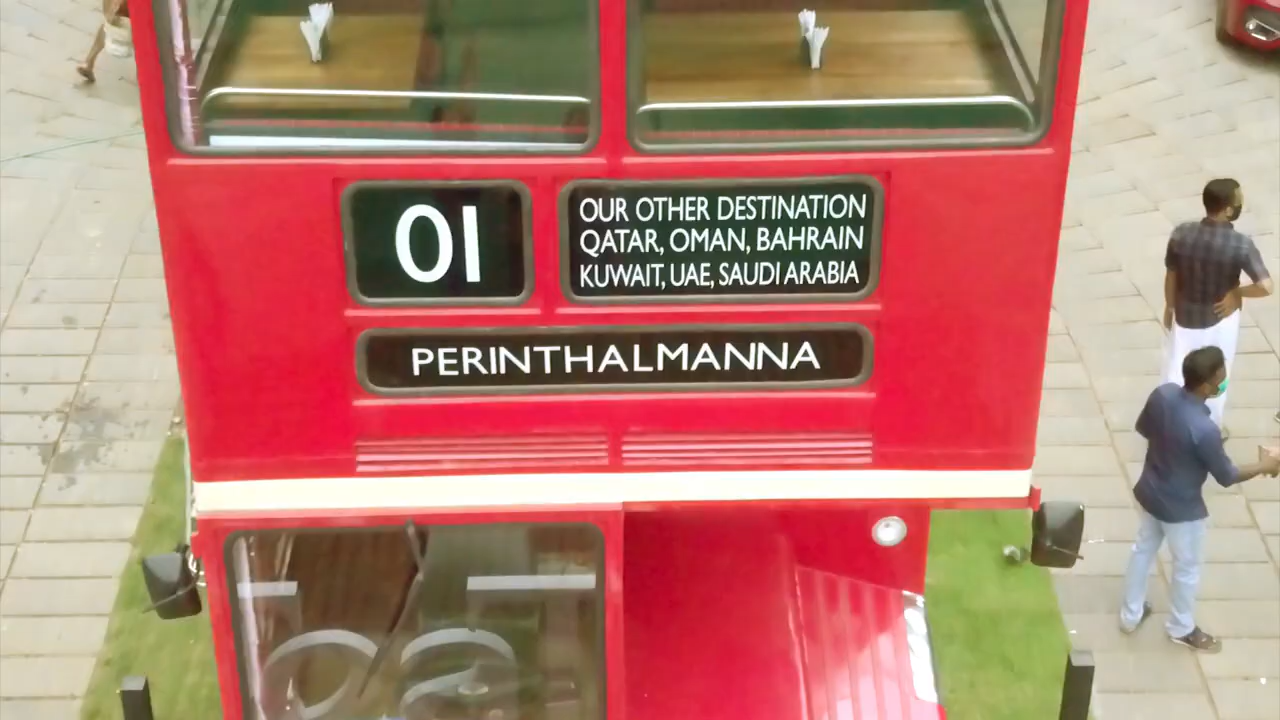 01
OUR OTHER DESTINATION
QATAR, OMAN, BAHRAIN
KUWAIT, UAE, SAUDI ARABIA
PERINTHALMANNA